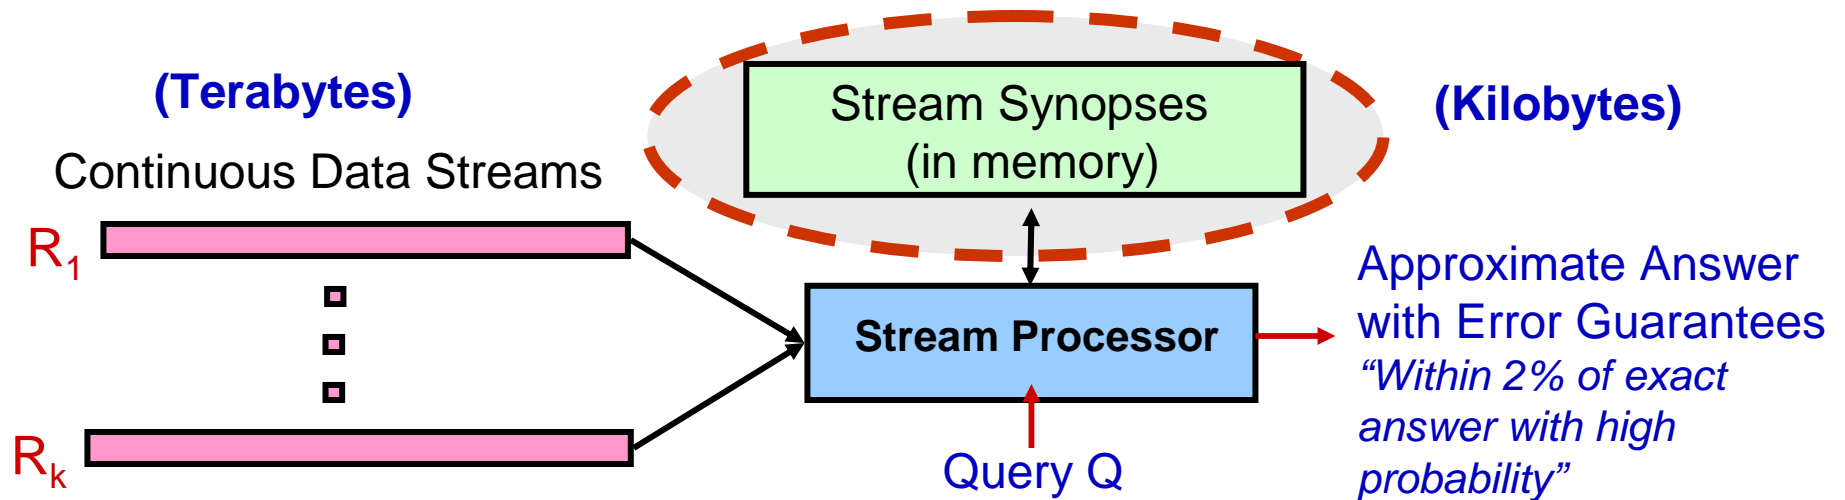 (Terabytes)
Continuous Data Streams
R1
Rk
Stream Synopses
(in memory)
(Kilobytes)
Stream Processor
Query Q
Approximate Answer
with Error Guarantees
“Within 2% of exact
answer with high
probability”